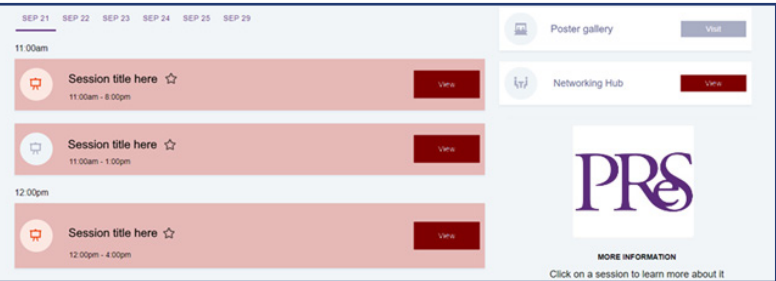 SEP 21 SEP 22 SEP 23 SEP 24 SEP 25 SEP 29
11:00am
Session title here
View
11:00am - 8:00pm
Session title here
View
11:00am - 1:00pm
12:00pm
Session title here
View
12:00pm - 4:00pm
Poster gallery
Visit
Networking Hub
View
PReS
MORE INFORMATION
Click on a session to learn more about it